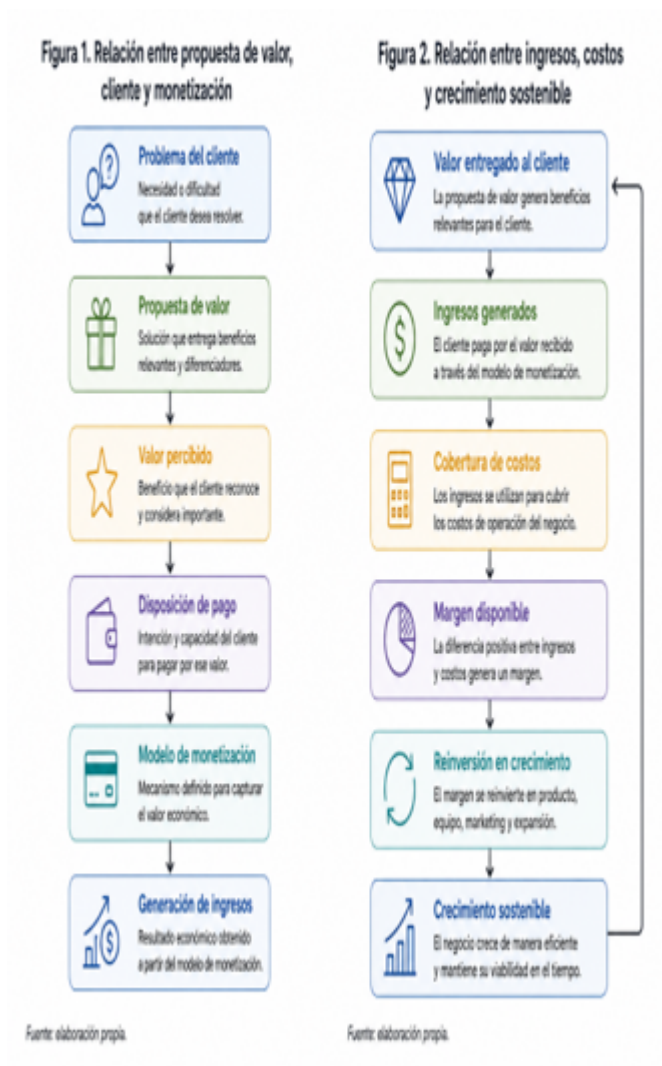 Figura 1. Relación entre propuesta de valor,
cliente y monetización
Problema del cliente
Necesidad o dificultad
que el cliente desea resolver.
Propuesta de valor
Solución que entrega beneficios
relevantes y diferenciadores.
Valor percibido
Beneficio que el cliente reconoce
y considera importante.
Disposición de pago
Intención y capacidad del cliente
para pagar por ese valor.
Modelo de monetización
Mecanismo definido para capturar
el valor económico.
Generación de ingresos
Resultado económico obtenido
a partir del modelo de monetización.
Fuente: elaboración propia.
Figura 2. Relación entre ingresos, costos
y crecimiento sostenible
Valor entregado al cliente
La propuesta de valor genera beneficios
relevantes para el cliente.
Ingresos generados
El cliente paga por el valor recibido
a través del modelo de monetización.
Cobertura de costos
Los ingresos se utilizan para cubrir
los costos de operación del negocio.
Margen disponible
La diferencia positiva entre ingresos
y costos genera un margen.
Reinversión en crecimiento
El margen se reinvierte en producto,
equipo, marketing y expansión.
Crecimiento sostenible
El negocio crece de manera eficiente
y mantiene su viabilidad en el tiempo.
Fuente: elaboración propia.